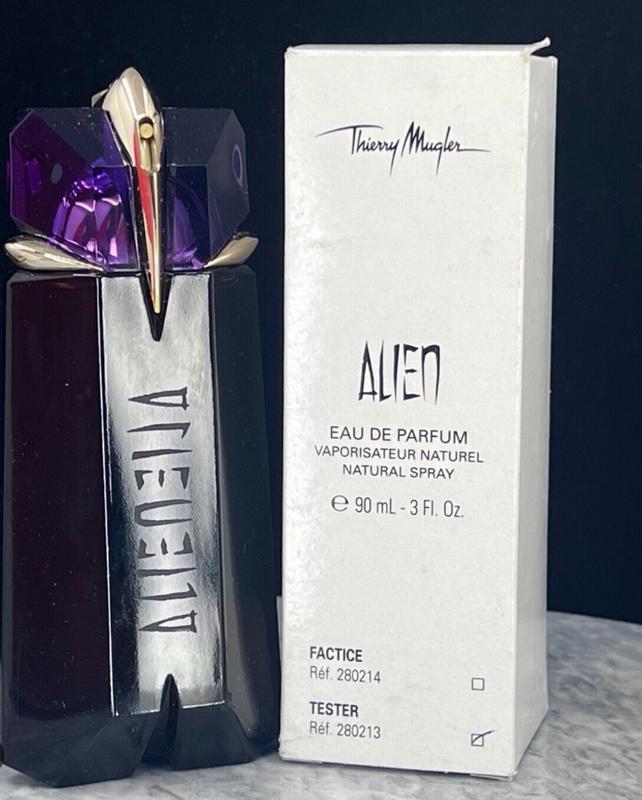 ALIENEILA
Thierry Mugler
ALIEN
EAU DE PARFUM
VAPORISATEUR NATUREL
NATURAL SPRAY
℮ 90 mL - 3 Fl. Oz.
FACTICE
Réf. 280214
TESTER
Réf. 280213